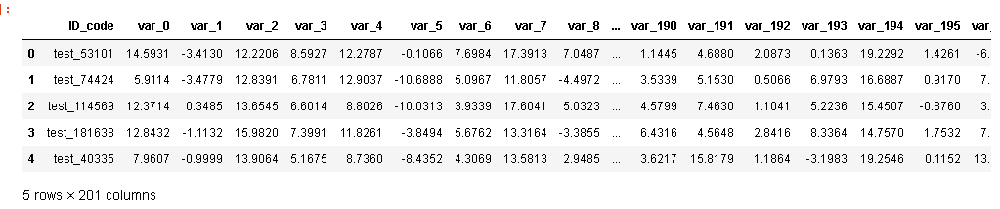 ]:
ID_code var_0 var_1 var_2 var_3 var_4 var_5 var_6 var_7 var_8 ... var_190 var_191 var_192 var_193 var_194 var_195 var_
0 test_53101 14.5931 -3.4130 12.2206 8.5927 12.2787 -0.1066 7.6984 17.3913 7.0487 ... 1.1445 4.6880 2.0873 0.1363 19.2292 1.4261 -6.
1 test_74424 5.9114 -3.4779 12.8391 6.7811 12.9037 -10.6888 5.0967 11.8057 -4.4972 ... 3.5339 5.1530 0.5066 6.9793 16.6887 0.9170 7.
2 test_114569 12.3714 0.3485 13.6545 6.6014 8.8026 -10.0313 3.9339 17.6041 5.0323 ... 4.5799 7.4630 1.1041 5.2236 15.4507 -0.8760 3.
3 test_181638 12.8432 -1.1132 15.9820 7.3991 11.8261 -3.8494 5.6762 13.3164 -3.3855 ... 6.4316 4.5648 2.8416 8.3364 14.7570 1.7532 7.
4 test_40335 7.9607 -0.9999 13.9064 5.1675 8.7360 -8.4352 4.3069 13.5813 2.9485 ... 3.6217 15.8179 1.1864 -3.1983 19.2546 0.1152 13.
5 rows × 201 columns